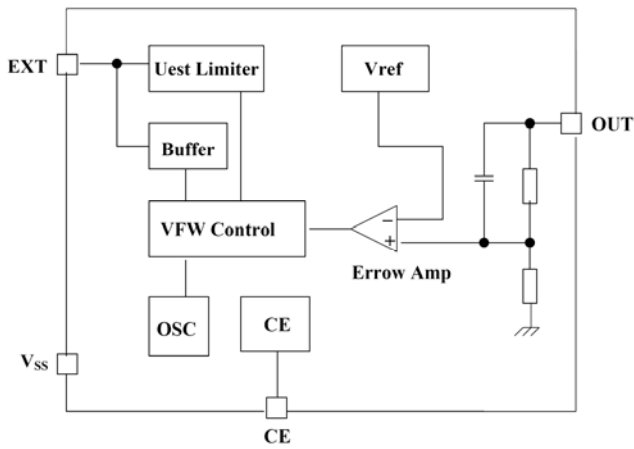 EXT
Uest Limiter
Vref
OUT
Buffer
VFW Control
−
+
Errow Amp
OSC
CE
VSS
CE